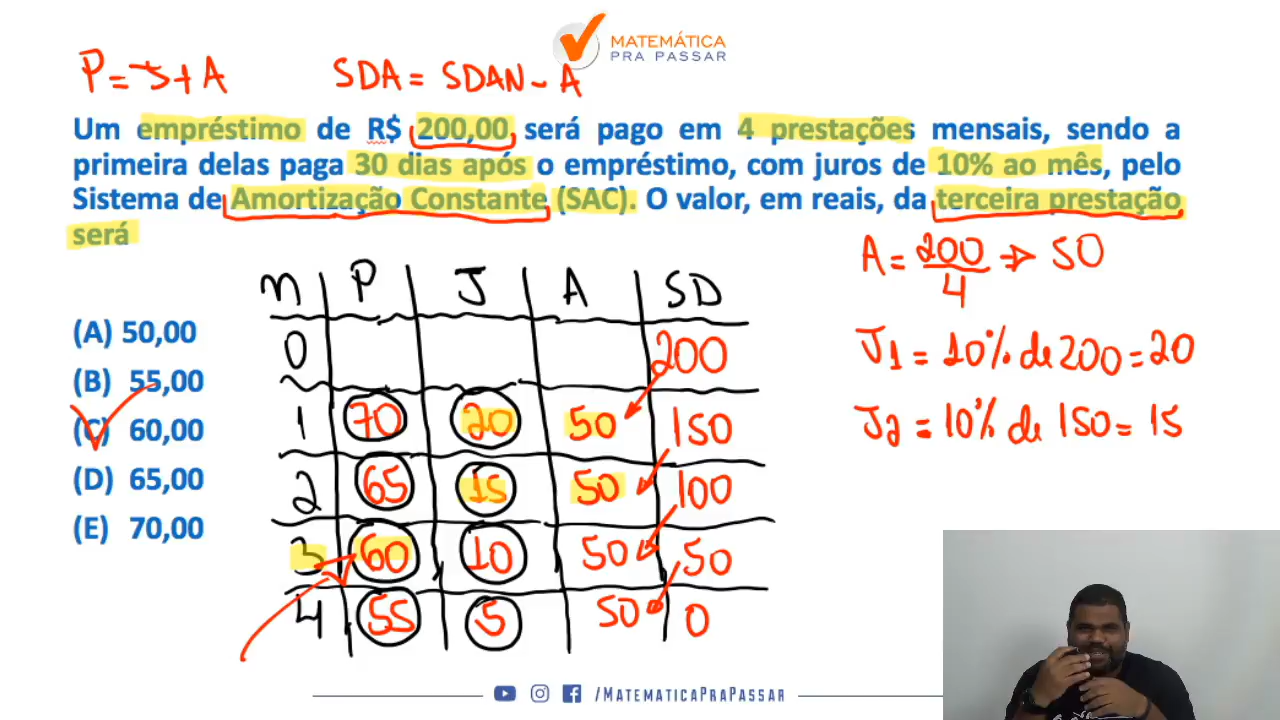 MATEMÁTICA
PRA PASSAR
P = J + A
SDA = SDAN - A
Um empréstimo de R$ 200,00 será pago em 4 prestações mensais, sendo a
primeira delas paga 30 dias após o empréstimo, com juros de 10% ao mês, pelo
Sistema de Amortização Constante (SAC). O valor, em reais, da terceira prestação
será
A = 200/4 → 50
J1 = 10% de 200 = 20
J2 = 10% de 150 = 15
(A) 50,00
(B) 55,00
(C) 60,00
(D) 65,00
(E) 70,00
n P J A SD
0 200
1 70 20 50 150
2 65 15 50 100
3 60 10 50 50
4 55 5 50 0
/MatematicaPraPassar